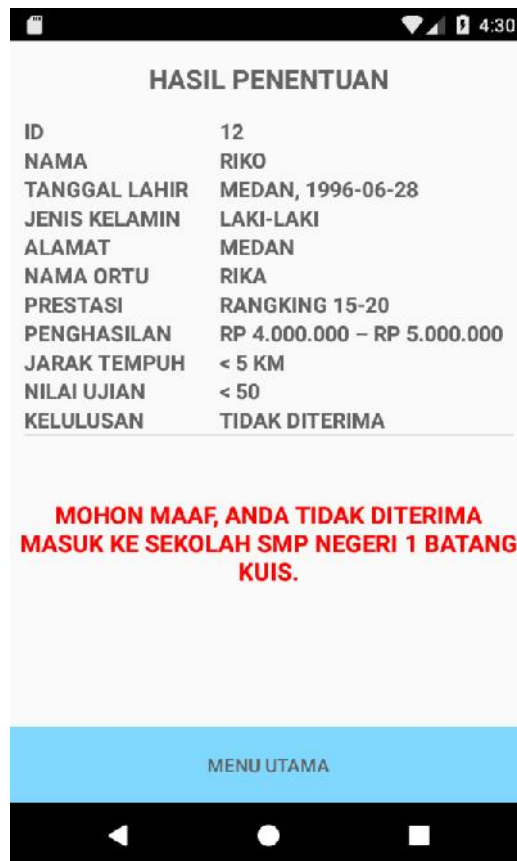 4:30
HASIL PENENTUAN
ID 12
NAMA RIKO
TANGGAL LAHIR MEDAN, 1996-06-28
JENIS KELAMIN LAKI-LAKI
ALAMAT MEDAN
NAMA ORTU RIKA
PRESTASI RANGKING 15-20
PENGHASILAN RP 4.000.000 – RP 5.000.000
JARAK TEMPUH < 5 KM
NILAI UJIAN < 50
KELULUSAN TIDAK DITERIMA
MOHON MAAF, ANDA TIDAK DITERIMA
MASUK KE SEKOLAH SMP NEGERI 1 BATANG
KUIS.
MENU UTAMA